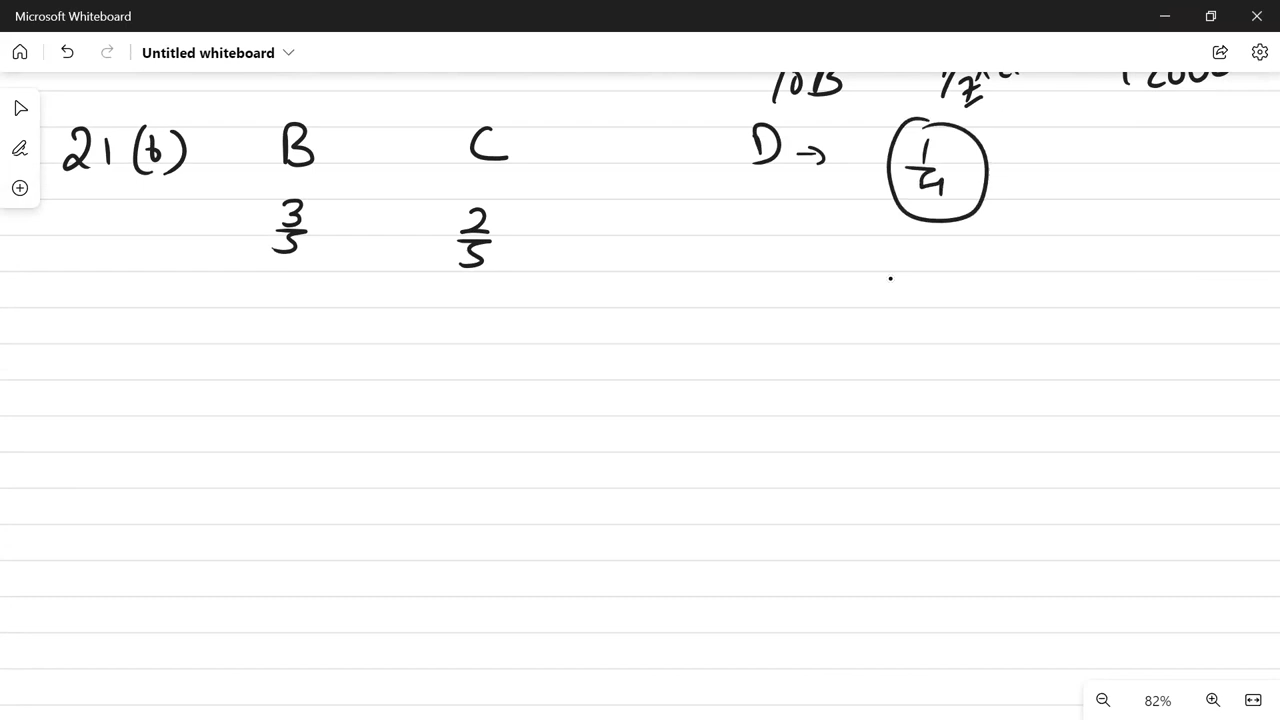 Microsoft Whiteboard
Untitled whiteboard
21 (b) B C D → 1/4
3/5 2/5
82%